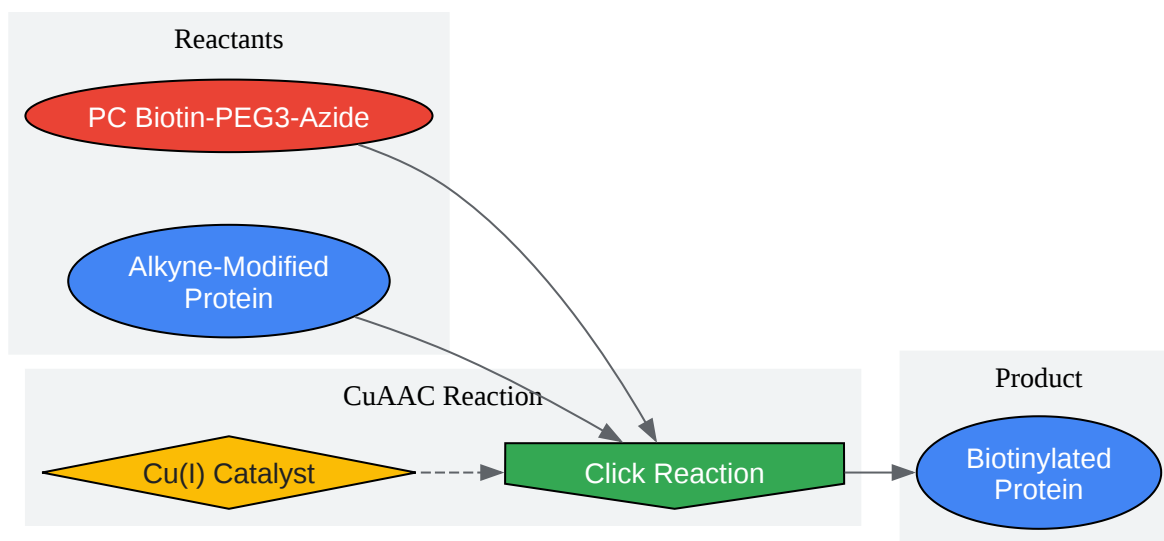 Reactants
PC Biotin-PEG3-Azide
Alkyne-Modified
Protein
CuAAC Reaction
Cu(I) Catalyst
Click Reaction
Product
Biotinylated
Protein